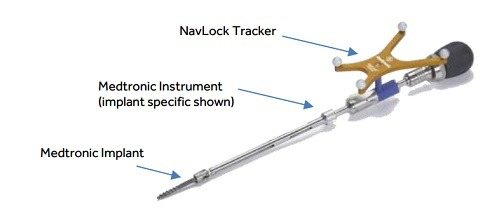 NavLock Tracker
Medtronic Instrument
(implant specific shown)
Medtronic Implant